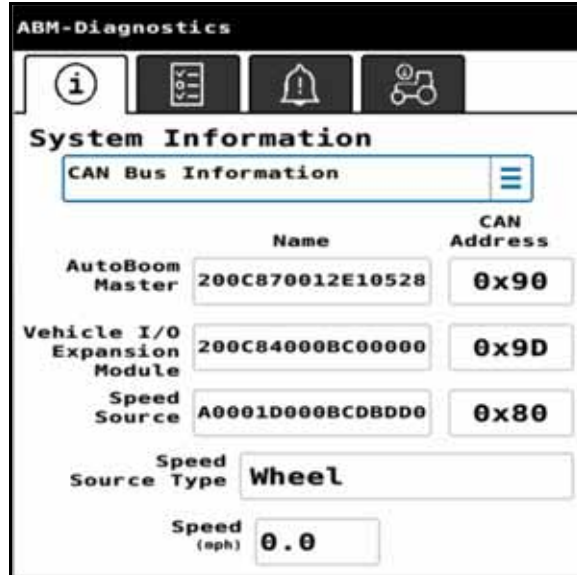 ABM-Diagnostics
System Information
CAN Bus Information
Name
CAN
Address
AutoBoom
Master
200C870012E10528
0x90
Vehicle I/O
Expansion
Module
200C84000BC00000
0x9D
Speed
Source
A0001D000BCDBDD0
0x80
Speed
Source Type
Wheel
Speed
(mph)
0.0